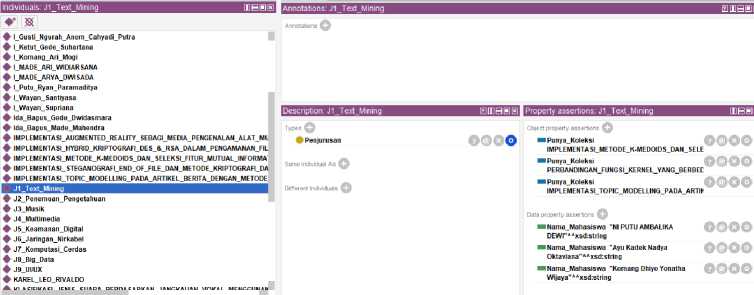 Individuals: J1_Text_Mining
I_Gusti_Ngurah_Anom_Cahyadi_Putra
I_Ketut_Gede_Suhartana
I_Komang_Ari_Mogi
I_MADE_ARI_WIDIARSANA
I_MADE_ARYA_DWISADA
I_Putu_Ryan_Paramaditya
I_Wayan_Santiyasa
I_Wayan_Supriana
Ida_Bagus_Gede_Dwidasmara
Ida_Bagus_Made_Mahendra
IMPLEMENTASI_AUGMENTED_REALITY_SEBAGAI_MEDIA_PENGENALAN_ALAT_MU
IMPLEMENTASI_HYBRID_KRIPTOGRAFI_DES_&_RSA_DALAM_PENGAMANAN_FIL
IMPLEMENTASI_METODE_K-MEDOIDS_DAN_SELEKSI_FITUR_MUTUAL_INFORMA
IMPLEMENTASI_STEGANOGRAFI_END_OF_FILE_DAN_METODE_KRIPTOGRAFI_DA
IMPLEMENTASI_TOPIC_MODELLING_PADA_ARTIKEL_BERITA_DENGAN_METODE
J1_Text_Mining
J2_Penemuan_Pengetahuan
J3_Musik
J4_Multimedia
J5_Keamanan_Digital
J6_Jaringan_Nirkabel
J7_Komputasi_Cerdas
J8_Big_Data
J9_UI/UX
KAREL_LEO_RIVALDO
KLASIFIKASI_JENIS_SUARA_BERDASARKAN_JANGKAUAN_VOKAL_MENGGUNAK
Annotations: J1_Text_Mining
Annotations
Description: J1_Text_Mining
Types
Penjurusan
Same Individual As
Different Individuals
Property assertions: J1_Text_Mining
Object property assertions
Punya_Koleksi
IMPLEMENTASI_METODE_K-MEDOIDS_DAN_SELE
Punya_Koleksi
PERBANDINGAN_FUNGSI_KERNEL_YANG_BERBED
Punya_Koleksi
IMPLEMENTASI_TOPIC_MODELLING_PADA_ARTIK
Data property assertions
Nama_Mahasiswa "NI PUTU AMBALIKA
DEWI"^^xsd:string
Nama_Mahasiswa "Ayu Kadek Nadya
Oktaviana"^^xsd:string
Nama_Mahasiswa "Komang Dhiyo Yonatha
Wijaya"^^xsd:string